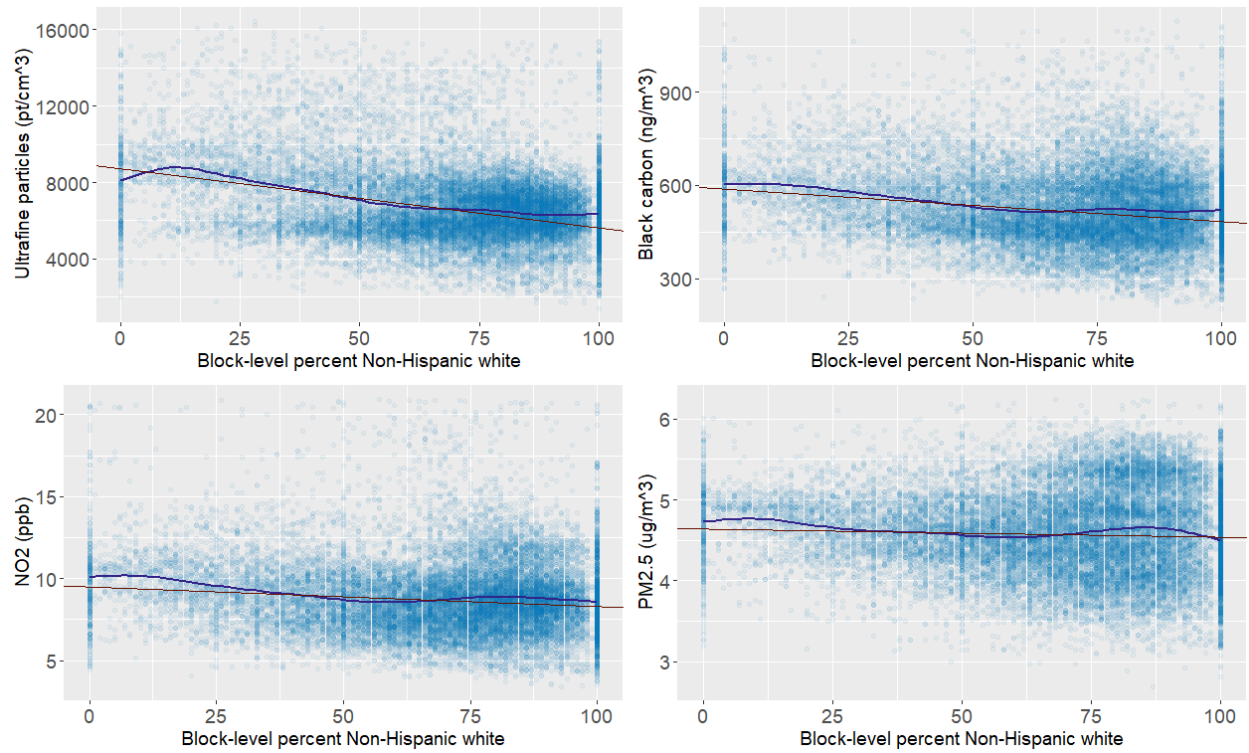 Ultrafine particles (pt/cm^3)
16000
12000
8000
4000
0 25 50 75 100
Block-level percent Non-Hispanic white
Black carbon (ng/m^3)
900
600
300
0 25 50 75 100
Block-level percent Non-Hispanic white
NO2 (ppb)
20
15
10
5
0 25 50 75 100
Block-level percent Non-Hispanic white
PM2.5 (ug/m^3)
6
5
4
3
0 25 50 75 100
Block-level percent Non-Hispanic white